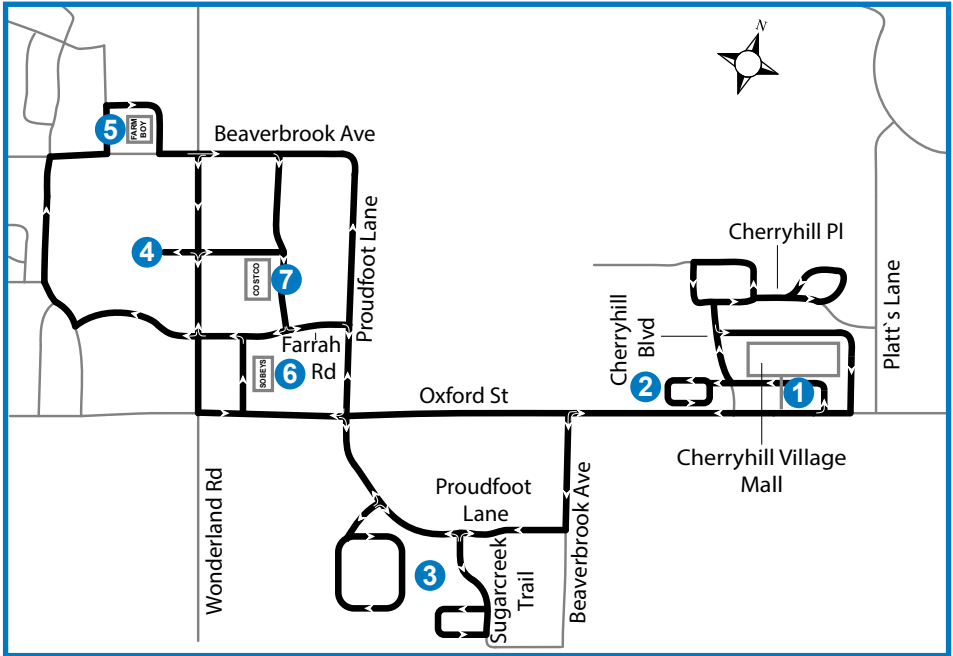 N
5
FARM
BOY
Beaverbrook Ave
Proudfoot Lane
4
COSTCO
7
Farrah
Rd
SOBEYS
6
Oxford St
Wonderland Rd
Proudfoot
Lane
3
Sugarcreek
Trail
Beaverbrook Ave
Cherryhill Pl
Cherryhill
Blvd
Platt`s Lane
2
1
Cherryhill Village
Mall